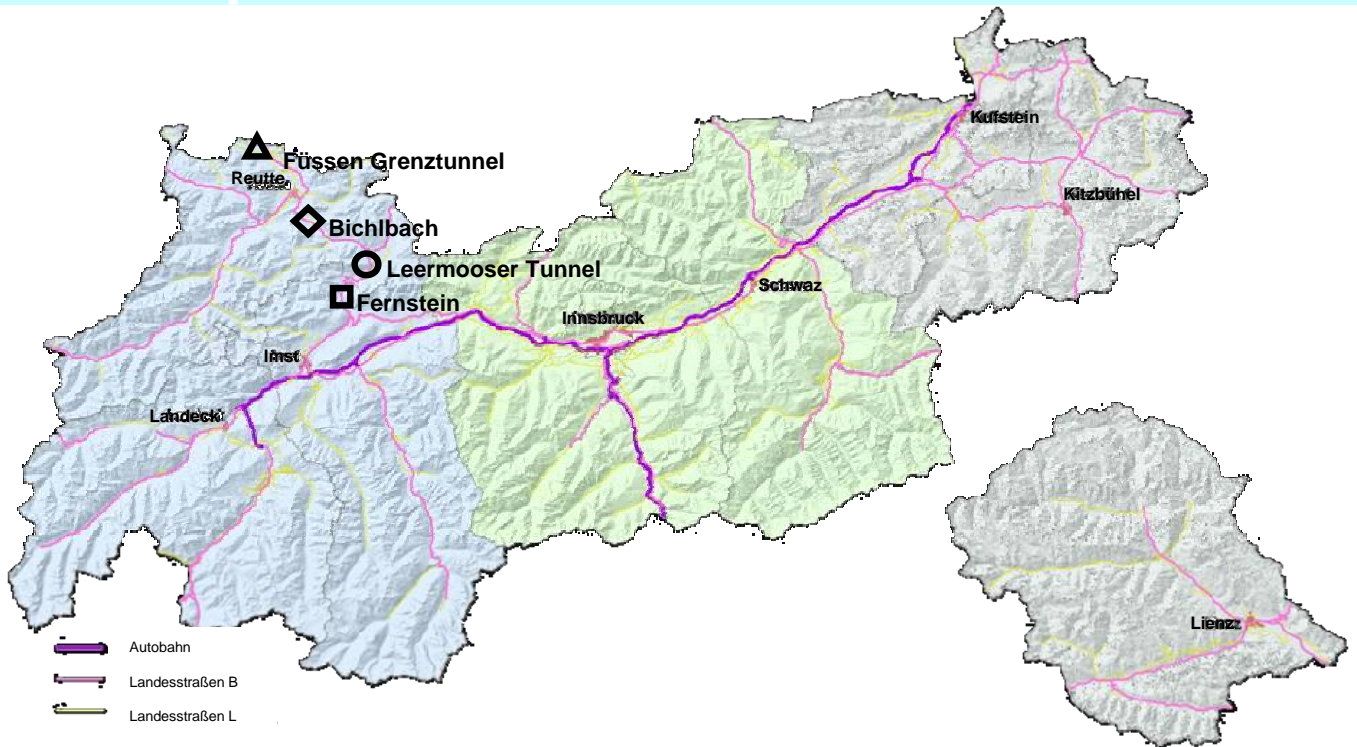 Kufstein
Füssen Grenztunnel
Reutte
Kitzbühel
Bichlbach
Leermooser Tunnel
Schwaz
Fernstein
Innsbruck
Imst
Landeck
Lienz
Autobahn
Landesstraßen B
Landesstraßen L